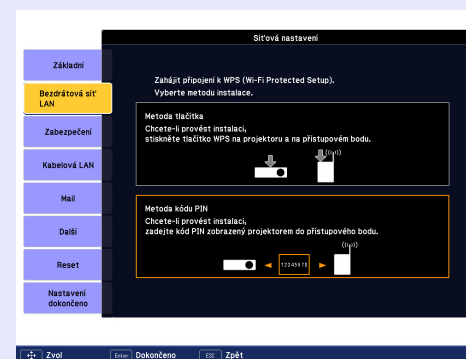 Síťová nastavení
Základní
Bezdrátová síť
LAN
Zabezpečení
Kabelová LAN
Mail
Další
Reset
Nastavení
dokončeno
Zahájit připojení k WPS (Wi-Fi Protected Setup).
Vyberte metodu instalace.
Metoda tlačítka
Chcete-li provést instalaci,
stiskněte tlačítko WPS na projektoru a na přístupovém bodu.
Metoda kódu PIN
Chcete-li provést instalaci,
zadejte kód PIN zobrazený projektorem do přístupového bodu.
12345678
Zvol Enter Dokončeno ESC Zpět